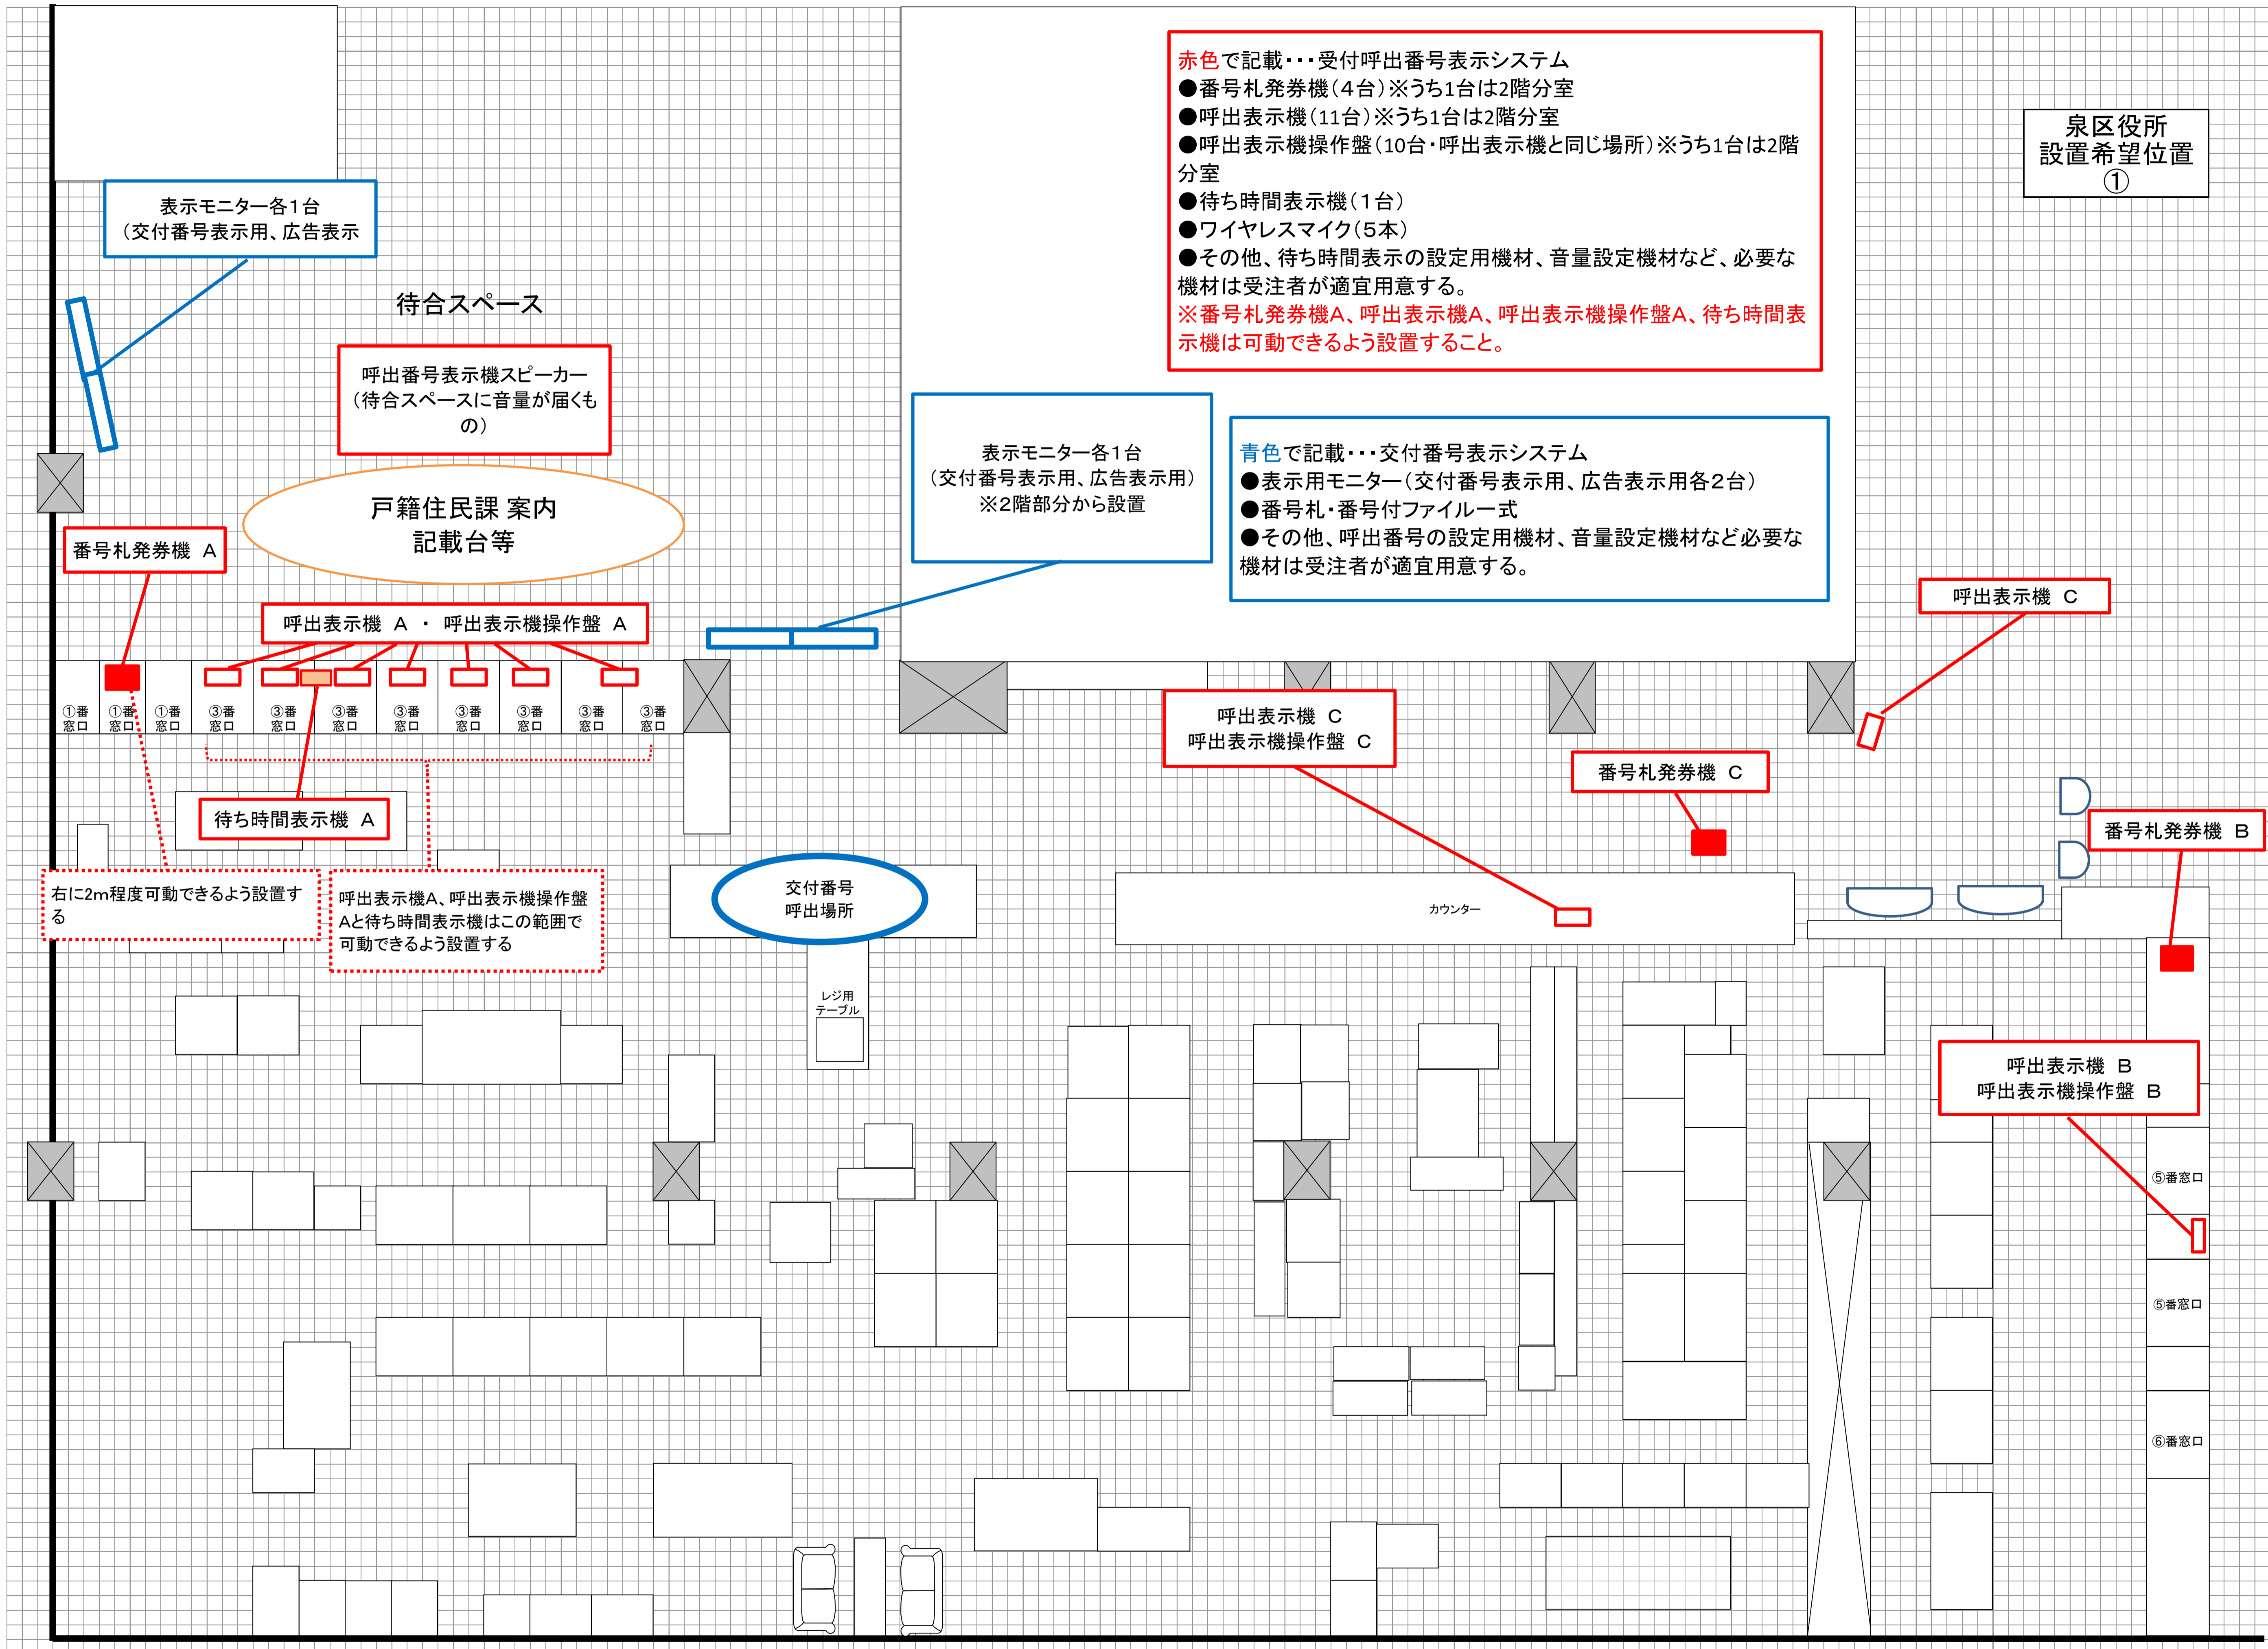 赤色で記載・・・受付呼出番号表示システム
●番号札発券機（４台）※うち1台は2階分室
●呼出表示機（11台）※うち1台は2階分室
●呼出表示機操作盤（10台・呼出表示機と同じ場所）※うち1台は2階
分室
●待ち時間表示機（１台）
●ワイヤレスマイク（５本）
●その他、待ち時間表示の設定用機材、音量設定機材など、必要な
機材は受注者が適宜用意する。
※番号札発券機Ａ、呼出表示機Ａ、呼出表示機操作盤Ａ、待ち時間表
示機は可動できるよう設置すること。
泉区役所
設置希望位置
①
表示モニター各１台
（交付番号表示用、広告表示
待合スペース
呼出番号表示機スピーカー
（待合スペースに音量が届くも
の）
表示モニター各１台
（交付番号表示用、広告表示用）
※２階部分から設置
青色で記載・・・交付番号表示システム
●表示用モニター（交付番号表示用、広告表示用各２台）
●番号札・番号付ファイル一式
●その他、呼出番号の設定用機材、音量設定機材など必要な
機材は受注者が適宜用意する。
戸籍住民課 案内
記載台等
番号札発券機 Ａ
呼出表示機 Ａ ・ 呼出表示機操作盤 Ａ
呼出表示機 Ｃ
①番
窓口
①番
窓口
①番
窓口
③番
窓口
③番
窓口
③番
窓口
③番
窓口
③番
窓口
③番
窓口
③番
窓口
③番
窓口
呼出表示機 Ｃ
呼出表示機操作盤 Ｃ
番号札発券機 Ｃ
待ち時間表示機 Ａ
番号札発券機 Ｂ
右に2m程度可動できるよう設置す
る
呼出表示機Ａ、呼出表示機操作盤
Ａと待ち時間表示機はこの範囲で
可動できるよう設置する
交付番号
呼出場所
カウンター
レジ用
テーブル
呼出表示機 Ｂ
呼出表示機操作盤 Ｂ
⑤番窓口
⑤番窓口
⑥番窓口